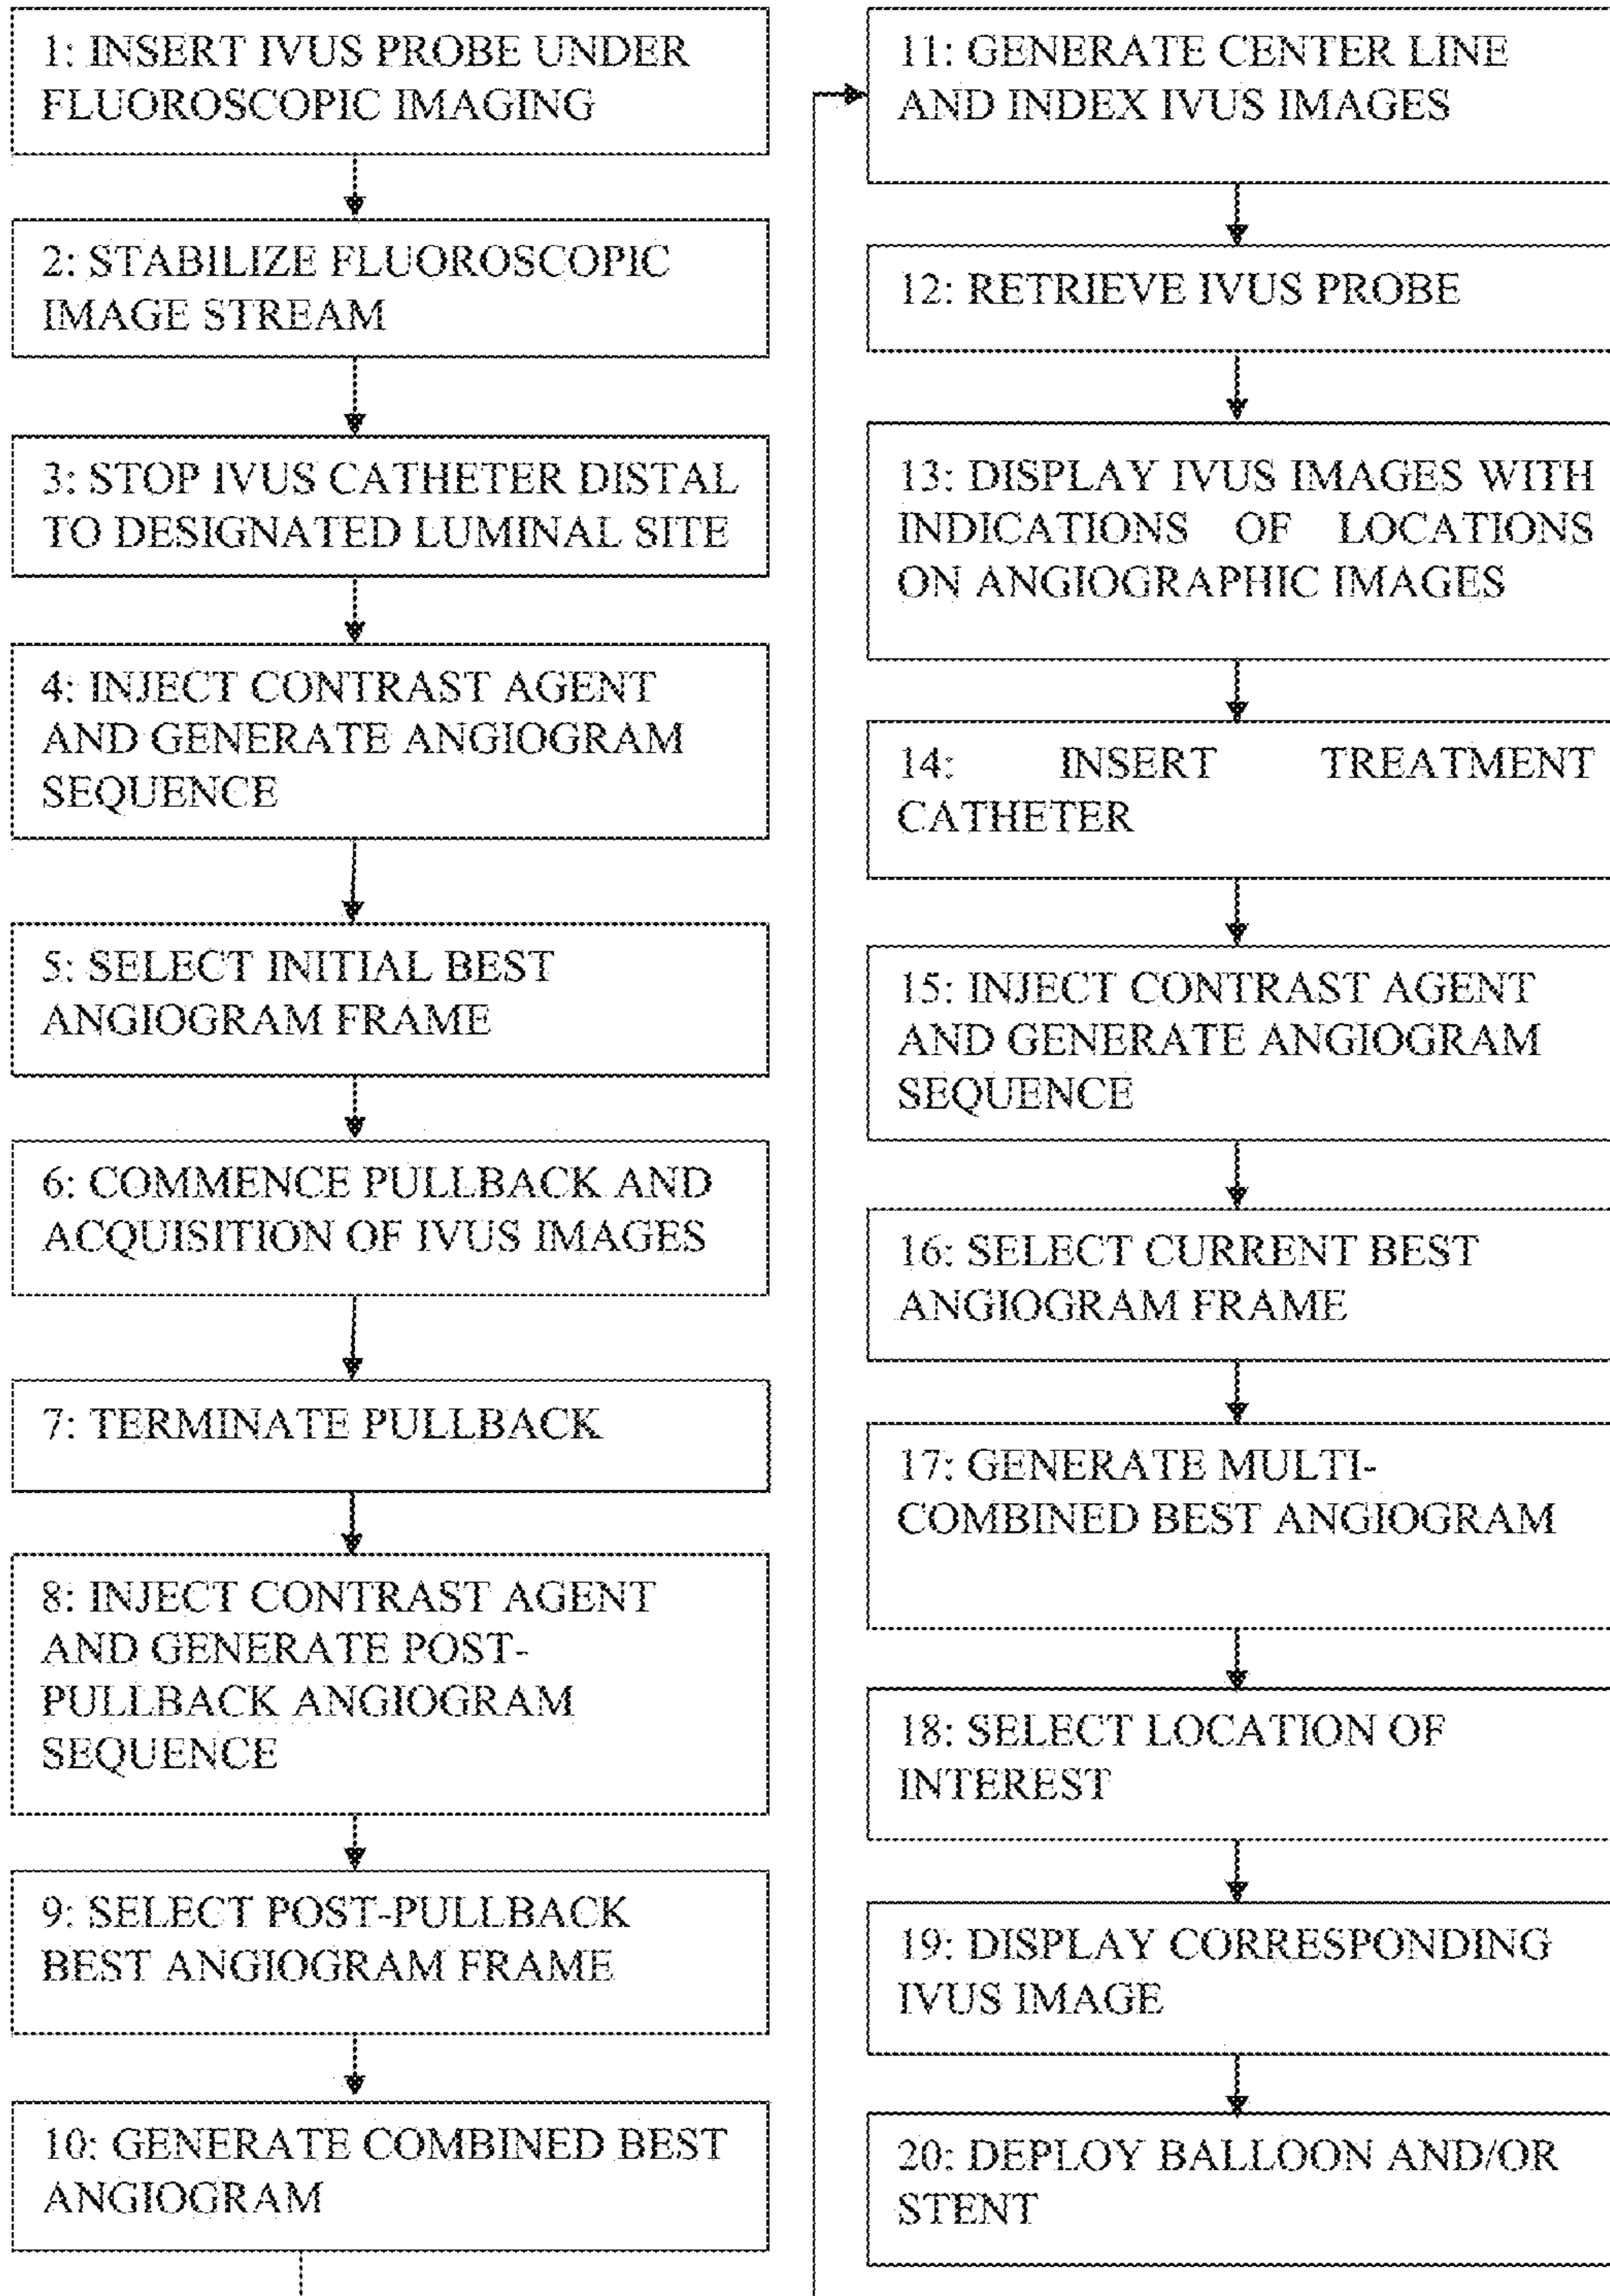 1: INSERT IVUS PROBE UNDER
FLUOROSCOPIC IMAGING
2: STABILIZE FLUOROSCOPIC
IMAGE STREAM
3: STOP IVUS CATHETER DISTAL
TO DESIGNATED LUMINAL SITE
4: INJECT CONTRAST AGENT
AND GENERATE ANGIOGRAM
SEQUENCE
5: SELECT INITIAL BEST
ANGIOGRAM FRAME
6: COMMENCE PULLBACK AND
ACQUISITION OF IVUS IMAGES
7: TERMINATE PULLBACK
8: INJECT CONTRAST AGENT
AND GENERATE POST-
PULLBACK ANGIOGRAM
SEQUENCE
9: SELECT POST-PULLBACK
BEST ANGIOGRAM FRAME
10: GENERATE COMBINED BEST
ANGIOGRAM
11: GENERATE CENTER LINE
AND INDEX IVUS IMAGES
12: RETRIEVE IVUS PROBE
13: DISPLAY IVUS IMAGES WITH
INDICATIONS OF LOCATIONS
ON ANGIOGRAPHIC IMAGES
14: INSERT TREATMENT
CATHETER
15: INJECT CONTRAST AGENT
AND GENERATE ANGIOGRAM
SEQUENCE
16: SELECT CURRENT BEST
ANGIOGRAM FRAME
17: GENERATE MULTI-
COMBINED BEST ANGIOGRAM
18: SELECT LOCATION OF
INTEREST
19: DISPLAY CORRESPONDING
IVUS IMAGE
20: DEPLOY BALLOON AND/OR
STENT